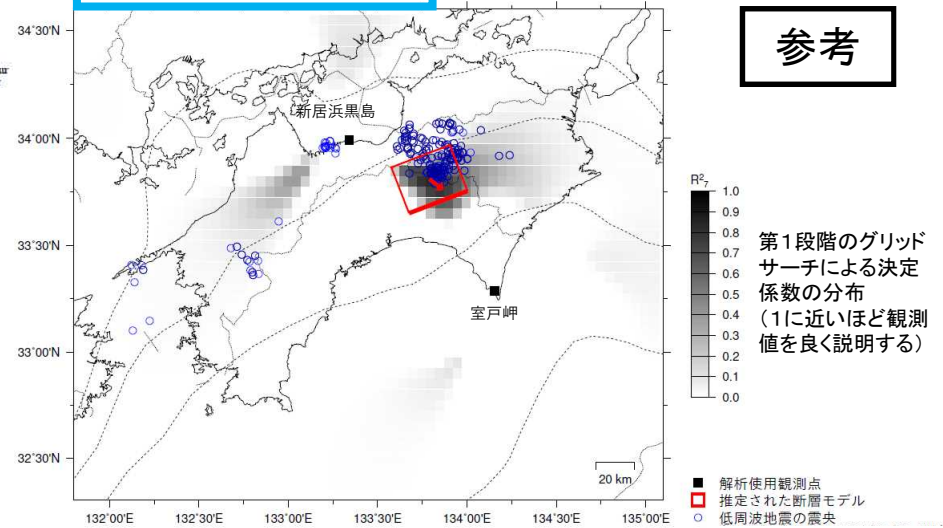 参考
34˚30'N
34˚00'N
33˚30'N
33˚00'N
32˚30'N
新居浜黒島
室戸岬
20 km
132˚00'E
132˚30'E
133˚00'E
133˚30'E
134˚00'E
134˚30'E
135˚00'E
R²₇
1.0
0.9
0.8
0.7
0.6
0.5
0.4
0.3
0.2
0.1
0.0
第1段階のグリッド
サーチによる決定
係数の分布
(1に近いほど観測
値を良く説明する)
解析使用観測点
推定された断層モデル
低周波地震の震央